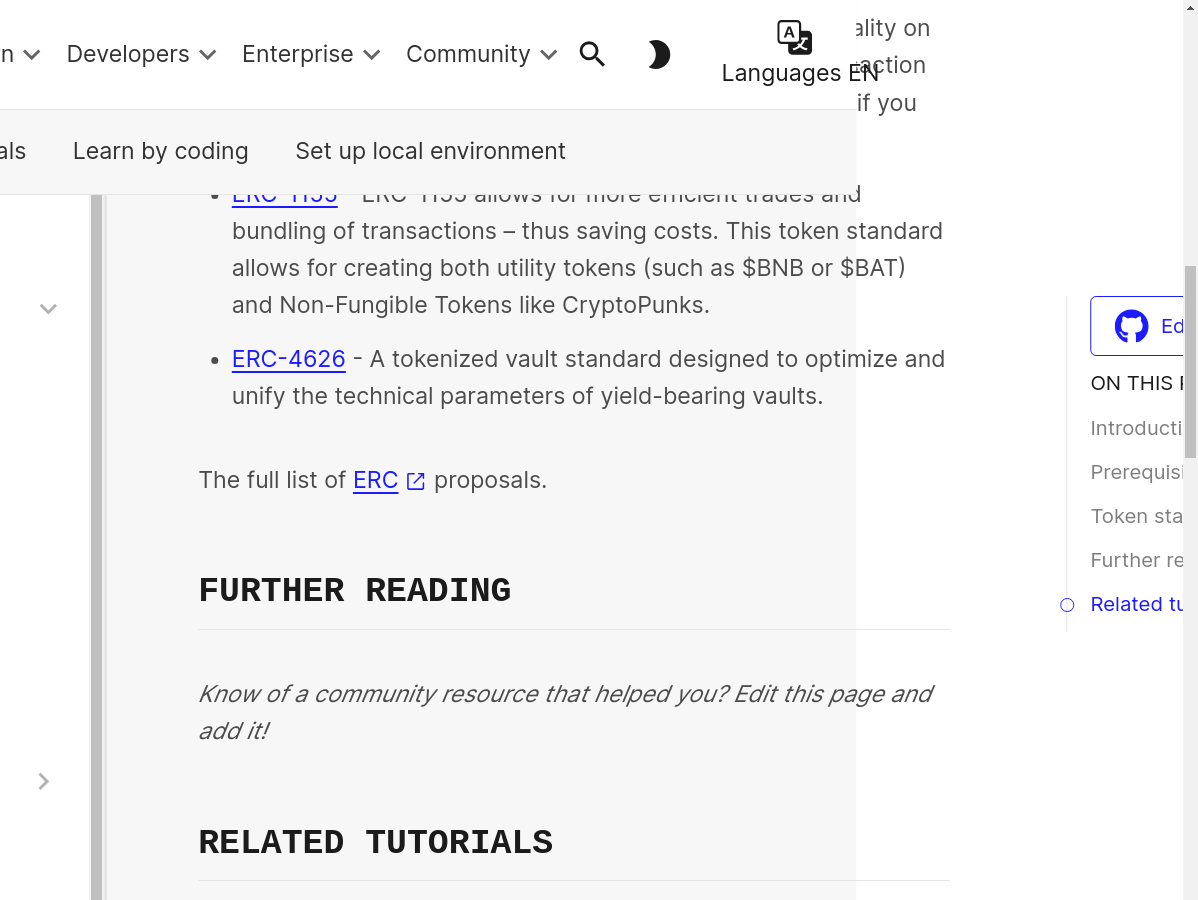 Developers
Enterprise
Community
Languages EN
ality on
action
if you
als
Learn by coding
Set up local environment
ERC-1155 - ERC-1155 allows for more efficient trades and
bundling of transactions – thus saving costs. This token standard
allows for creating both utility tokens (such as $BNB or $BAT)
and Non-Fungible Tokens like CryptoPunks.
ERC-4626 - A tokenized vault standard designed to optimize and
unify the technical parameters of yield-bearing vaults.
The full list of ERC proposals.
FURTHER READING
Know of a community resource that helped you? Edit this page and
add it!
RELATED TUTORIALS
Ed
ON THIS
Introducti
Prerequisi
Token sta
Further re
Related tu